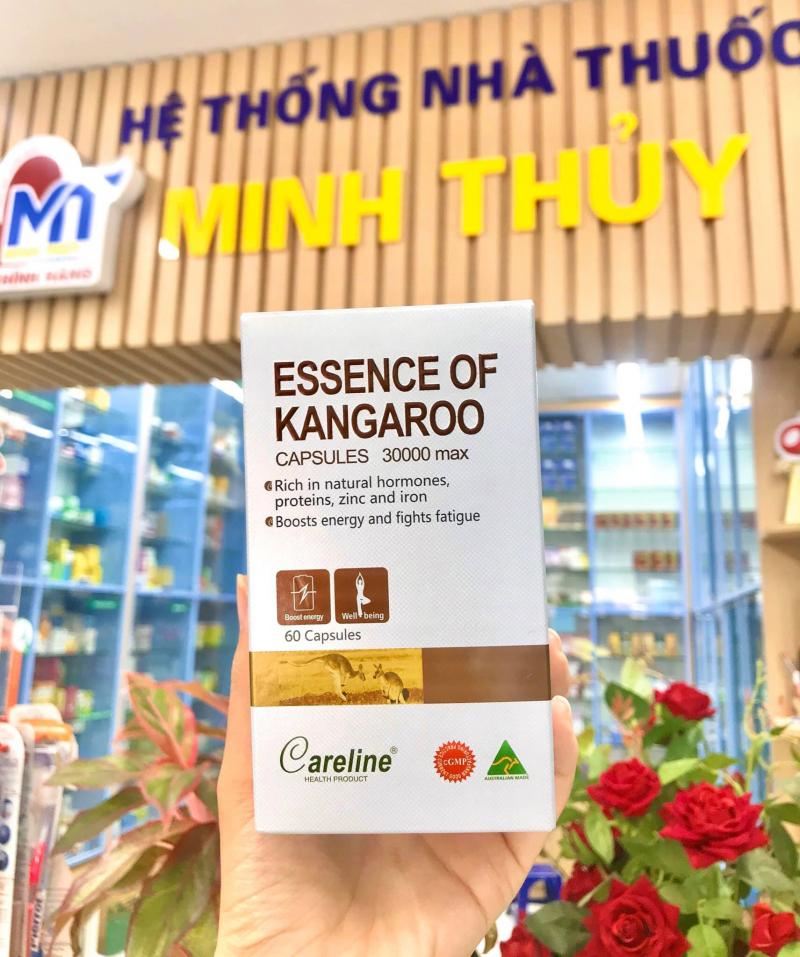 HỆ THỐNG NHÀ THUỐC
MINH THỦY
ESSENCE OF
KANGAROO
CAPSULES 30000 max
Rich in natural hormones,
proteins, zinc and iron
Boosts energy and fights fatigue
Boost energy
Well being
60 Capsules
Careline®
HEALTH PRODUCT
cGMP
AUSTRALIAN MADE
Pierrot